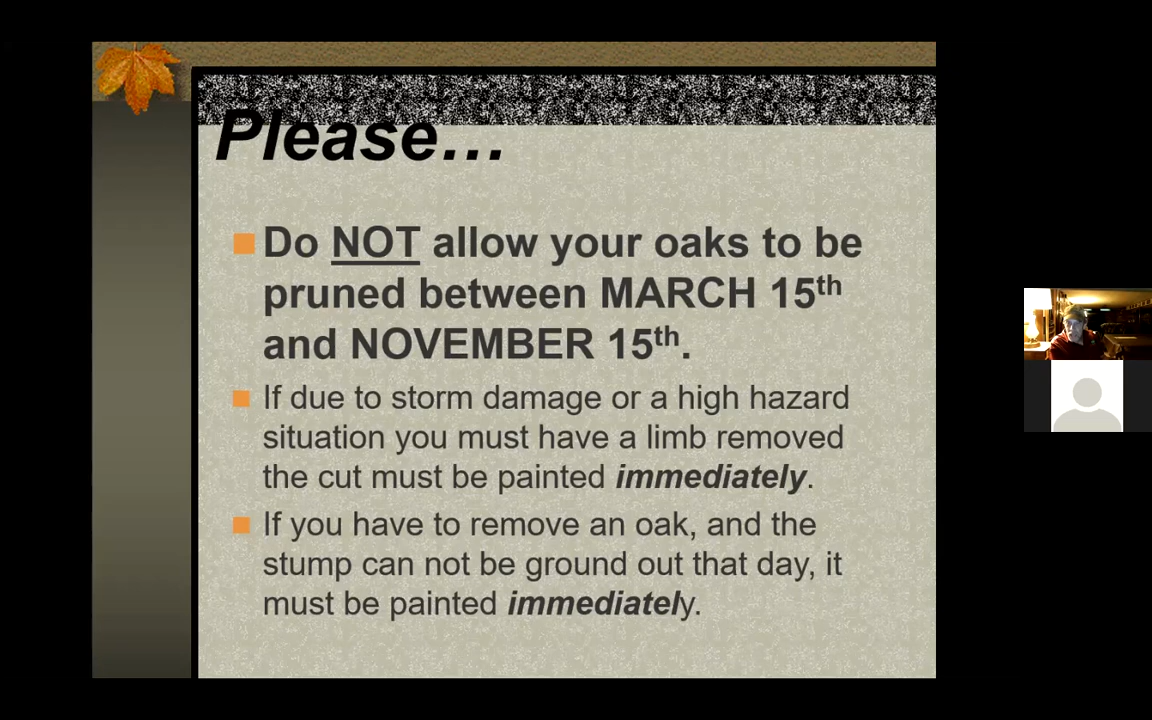 Please…
Do NOT allow your oaks to be
pruned between MARCH 15th
and NOVEMBER 15th.
If due to storm damage or a high hazard
situation you must have a limb removed
the cut must be painted immediately.
If you have to remove an oak, and the
stump can not be ground out that day, it
must be painted immediately.